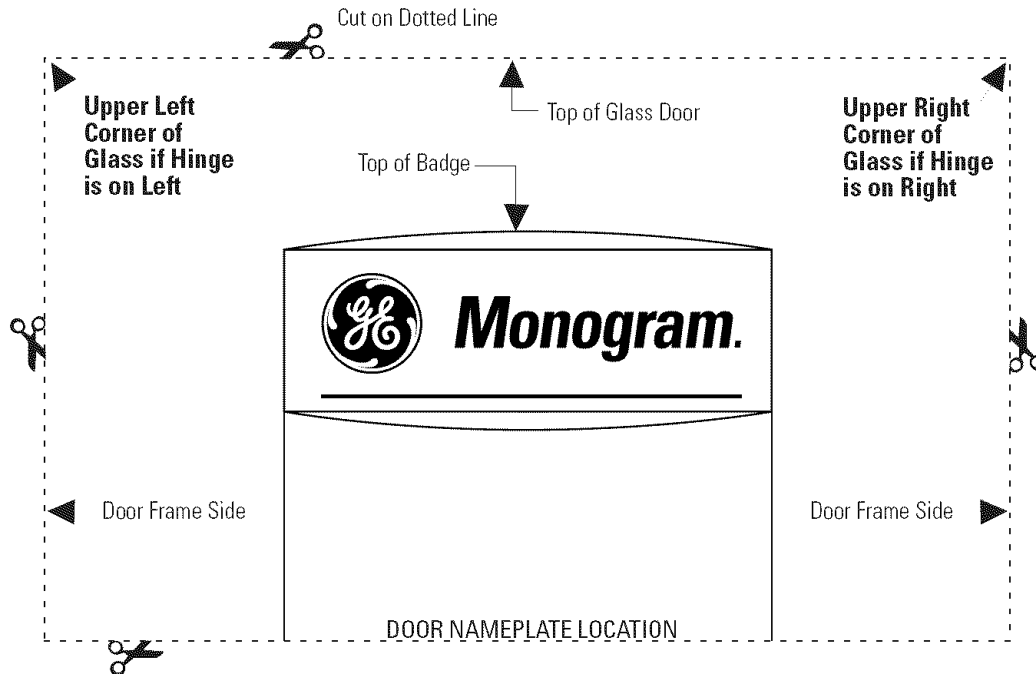 Cut on Dotted Line
Upper Left
Corner of
Glass if Hinge
is on Left
Top of Glass Door
Upper Right
Corner of
Glass if Hinge
is on Right
Top of Badge
GE Monogram.
Door Frame Side
Door Frame Side
DOOR NAMEPLATE LOCATION